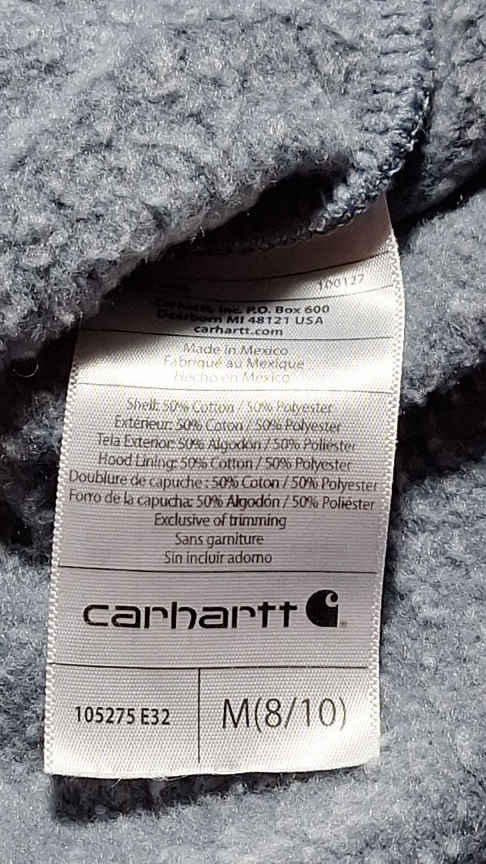 100127
Carhartt, Inc. P.O. Box 600
Dearborn MI 48121 USA
carhartt.com
Made in Mexico
Fabriqué au Mexique
Hecho en México
Shell: 50% Cotton / 50% Polyester
Extérieur: 50% Coton / 50% Polyester
Tela Exterior: 50% Algodón / 50% Poliéster
Hood Lining: 50% Cotton / 50% Polyester
Doublure de capuche : 50% Coton / 50% Polyester
Forro de la capucha: 50% Algodón / 50% Poliéster
Exclusive of trimming
Sans garniture
Sin incluir adorno
carhartt
105275 E32
M(8/10)